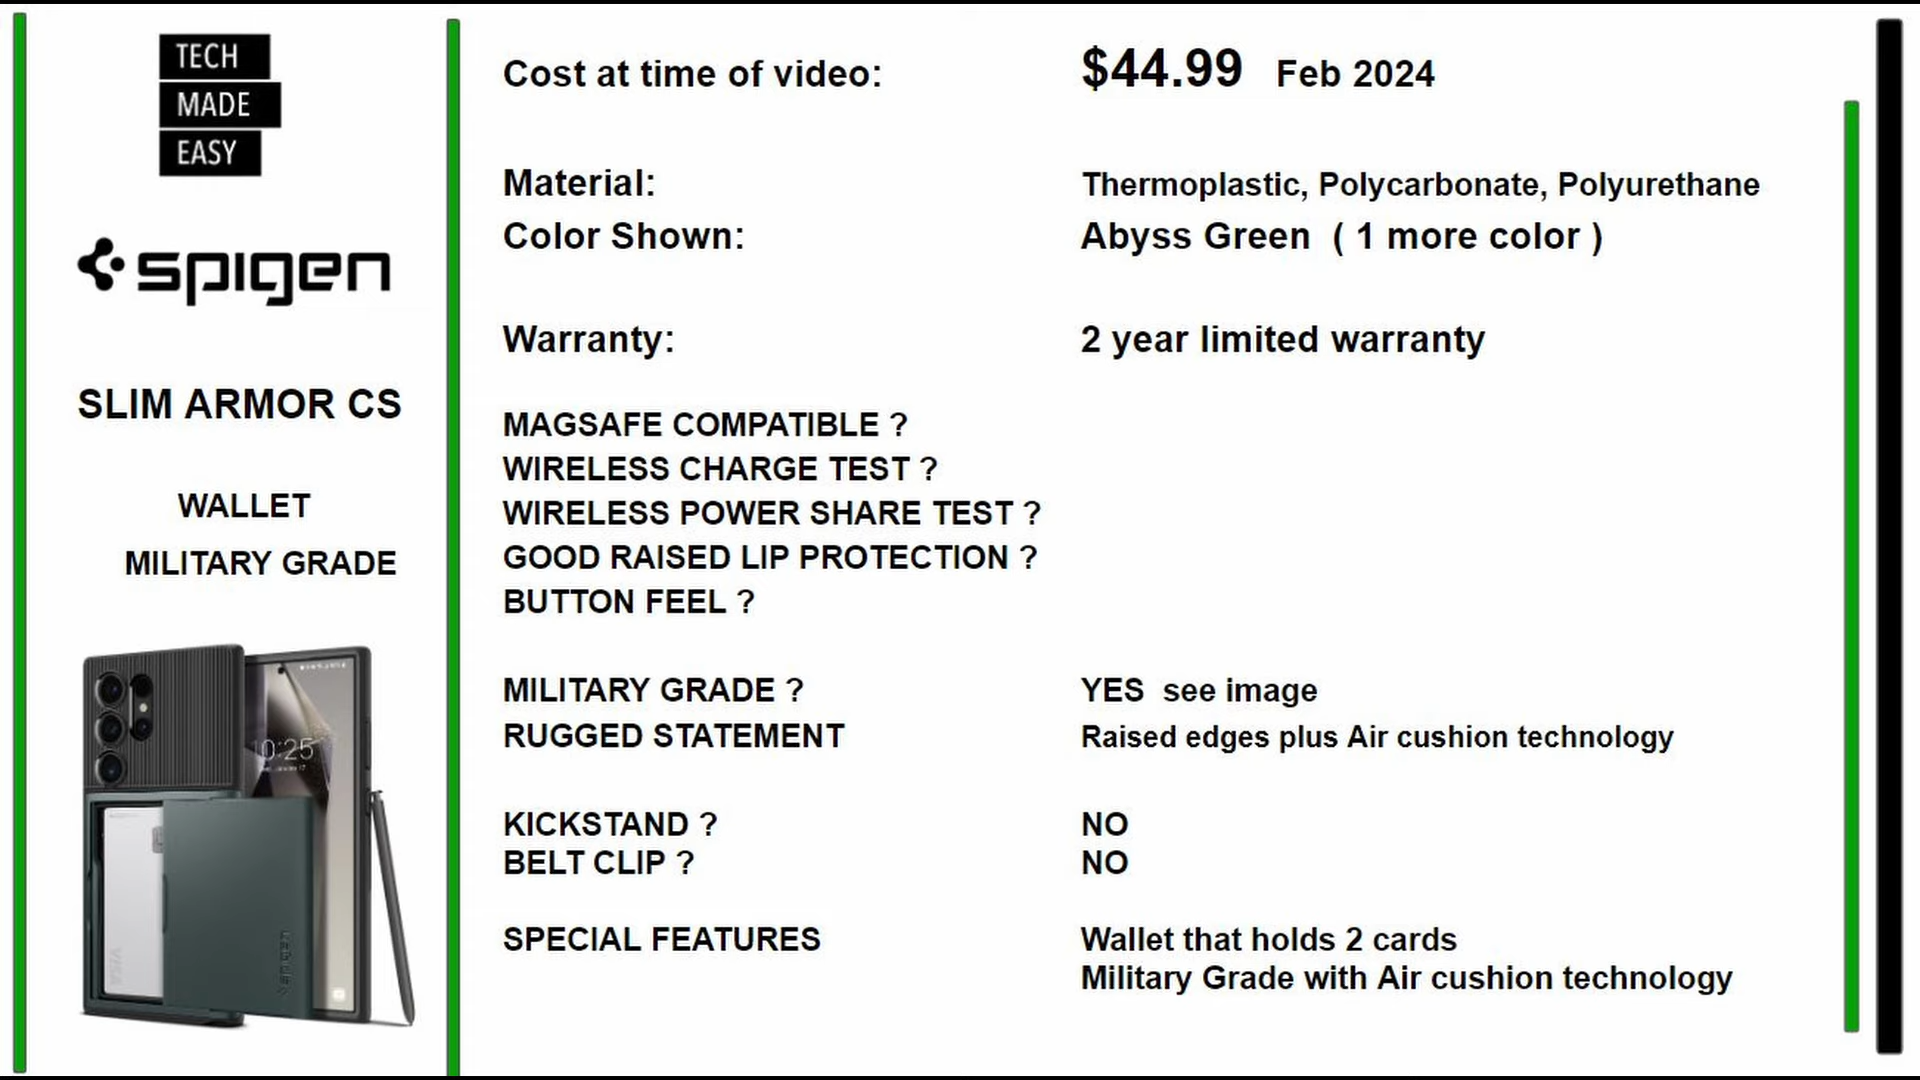 TECH
MADE
EASY
spigen
SLIM ARMOR CS
WALLET
MILITARY GRADE
10:25
VISA
spigen
Cost at time of video: $44.99 Feb 2024
Material: Thermoplastic, Polycarbonate, Polyurethane
Color Shown: Abyss Green ( 1 more color )
Warranty: 2 year limited warranty
MAGSAFE COMPATIBLE ?
WIRELESS CHARGE TEST ?
WIRELESS POWER SHARE TEST ?
GOOD RAISED LIP PROTECTION ?
BUTTON FEEL ?
MILITARY GRADE ? YES see image
RUGGED STATEMENT Raised edges plus Air cushion technology
KICKSTAND ? NO
BELT CLIP ? NO
SPECIAL FEATURES Wallet that holds 2 cards
Military Grade with Air cushion technology